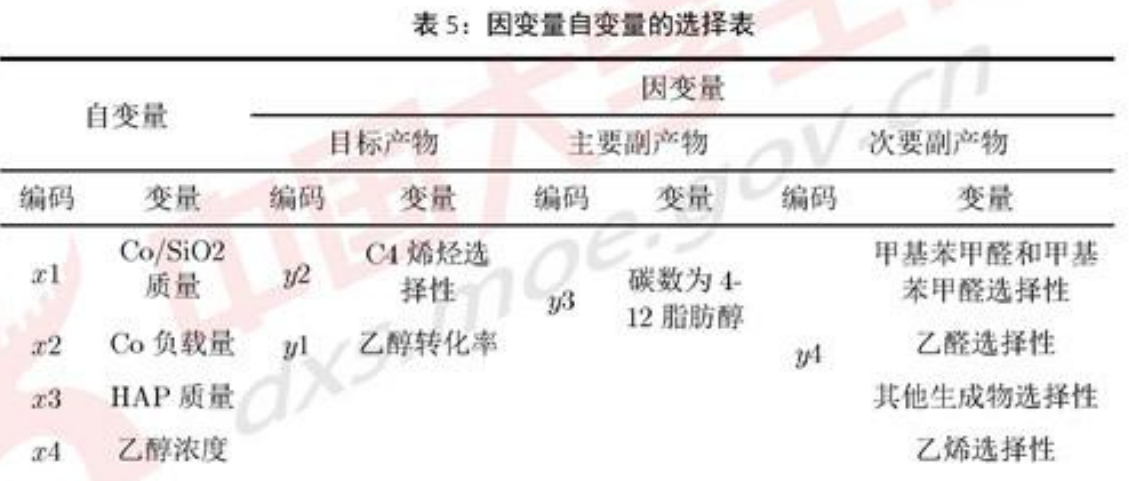 表 5：因变量自变量的选择表
自变量 因变量
目标产物 主要副产物 次要副产物
编码 变量 编码 变量 编码 变量 编码 变量
x1 Co/SiO2 质量 y2 C4 烯烃选择性 y3 碳数为 4-12 脂肪醇 甲基苯甲醛和甲基苯甲醛选择性
x2 Co 负载量 y1 乙醇转化率 y4 乙醛选择性
x3 HAP 质量 其他生成物选择性
x4 乙醇浓度 乙烯选择性
dxs.moe.gov.cn